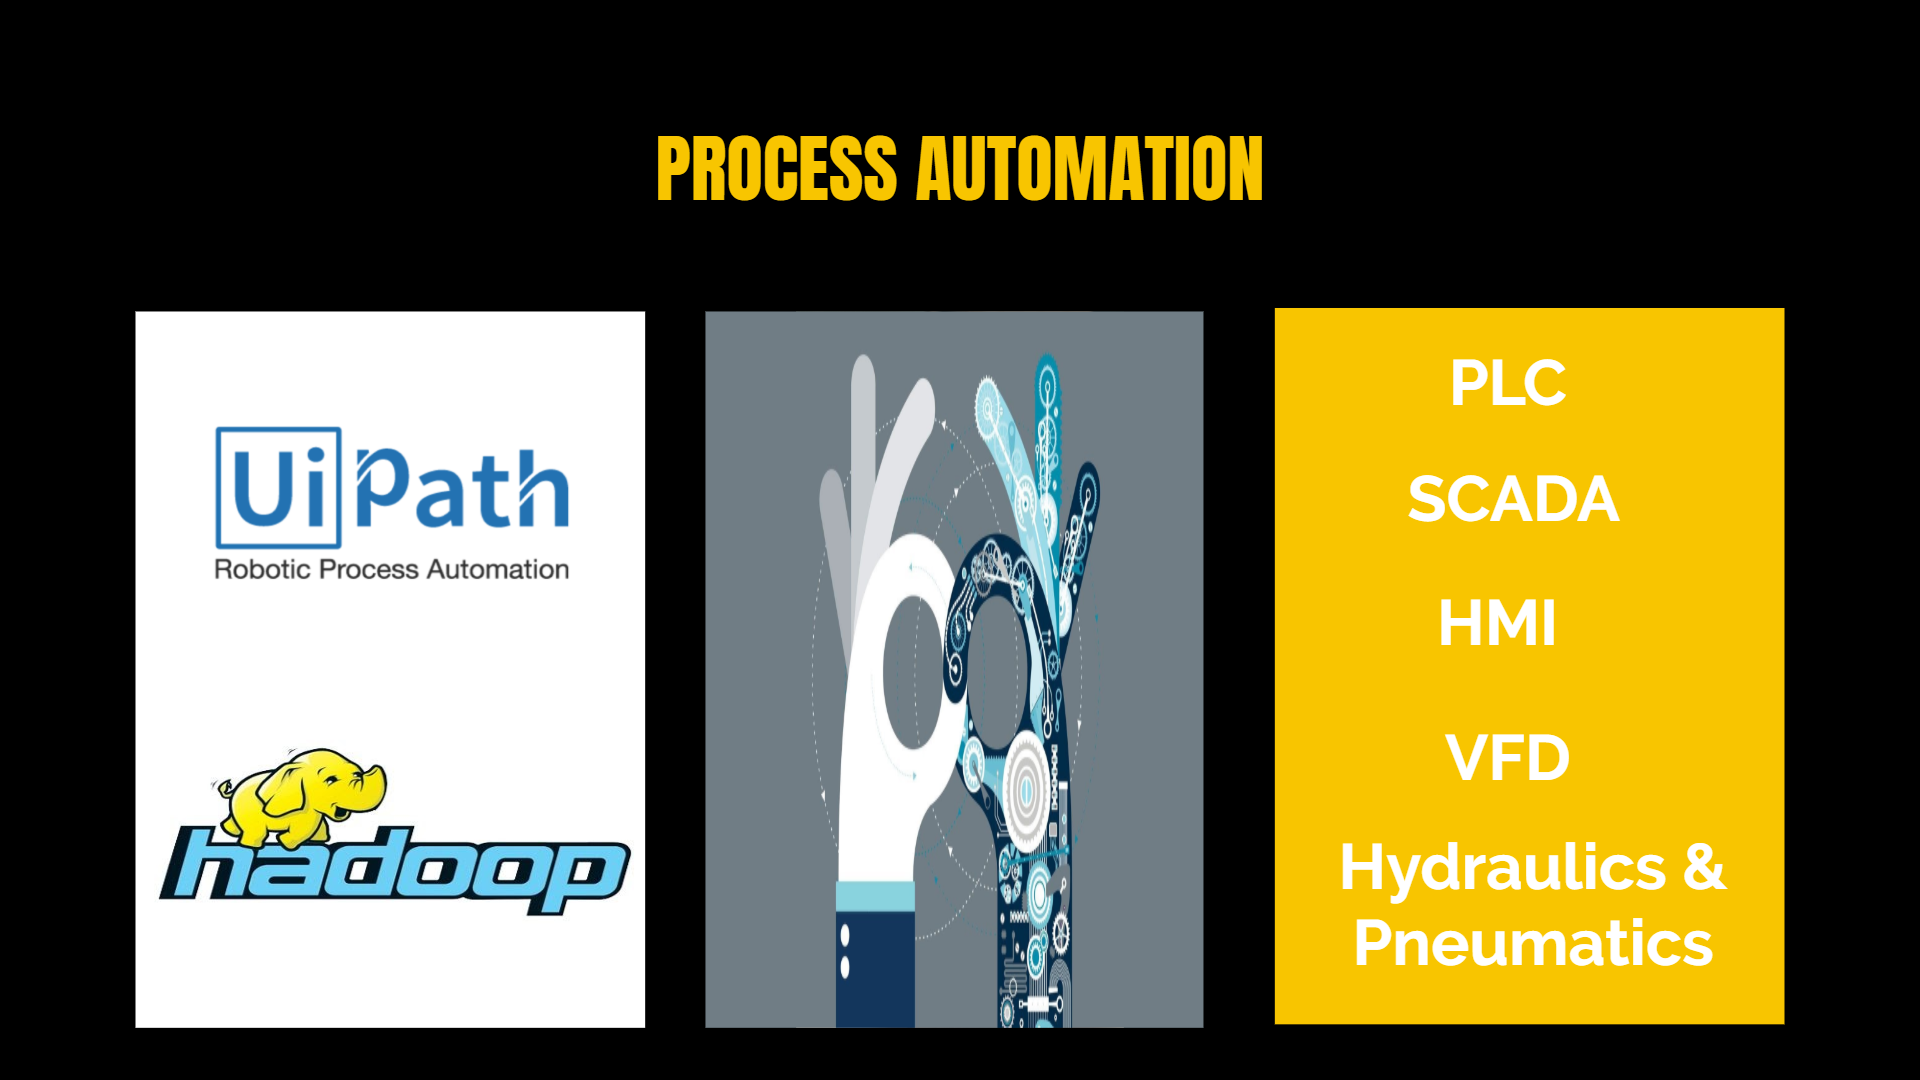 PROCESS AUTOMATION
UiPath
Robotic Process Automation
hadoop
PLC
SCADA
HMI
VFD
Hydraulics &
Pneumatics